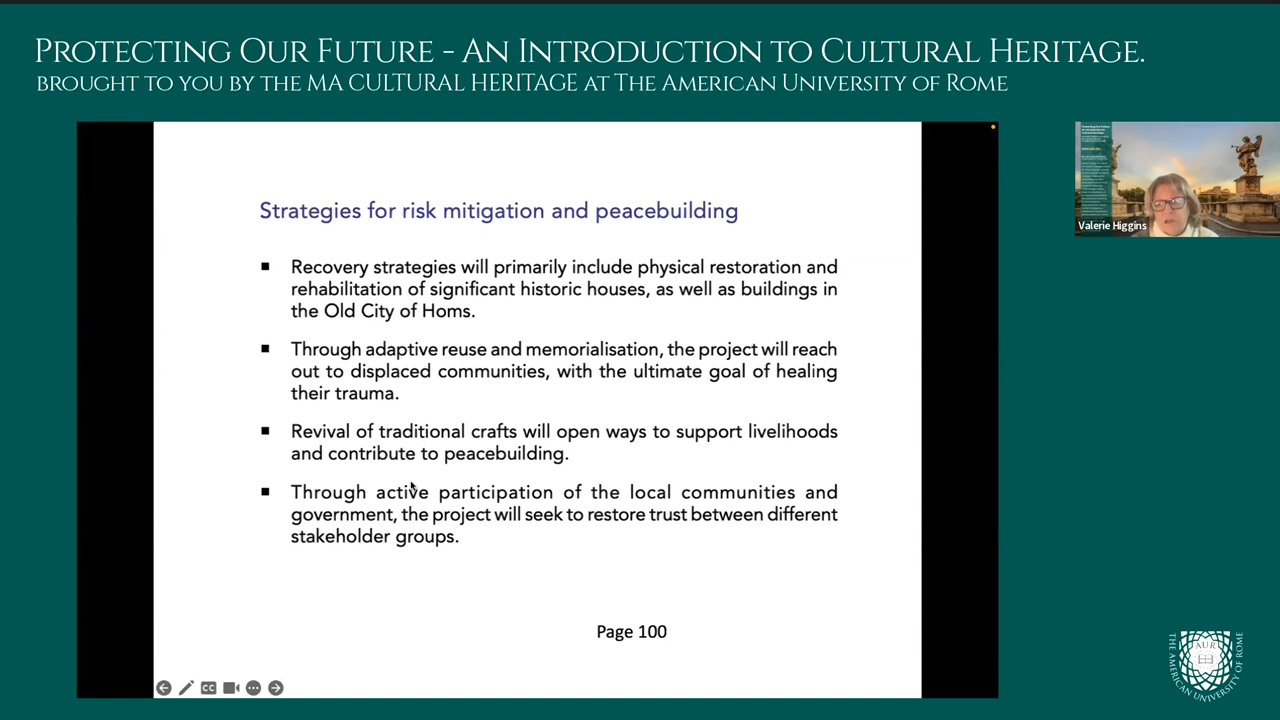 PROTECTING OUR FUTURE - AN INTRODUCTION TO CULTURAL HERITAGE.
BROUGHT TO YOU BY THE MA CULTURAL HERITAGE AT THE AMERICAN UNIVERSITY OF ROME
Strategies for risk mitigation and peacebuilding
Recovery strategies will primarily include physical restoration and
rehabilitation of significant historic houses, as well as buildings in
the Old City of Homs.
Through adaptive reuse and memorialisation, the project will reach
out to displaced communities, with the ultimate goal of healing
their trauma.
Revival of traditional crafts will open ways to support livelihoods
and contribute to peacebuilding.
Through active participation of the local communities and
government, the project will seek to restore trust between different
stakeholder groups.
Page 100
CC
Valerie Higgins
AUR
THE AMERICAN UNIVERSITY OF ROME